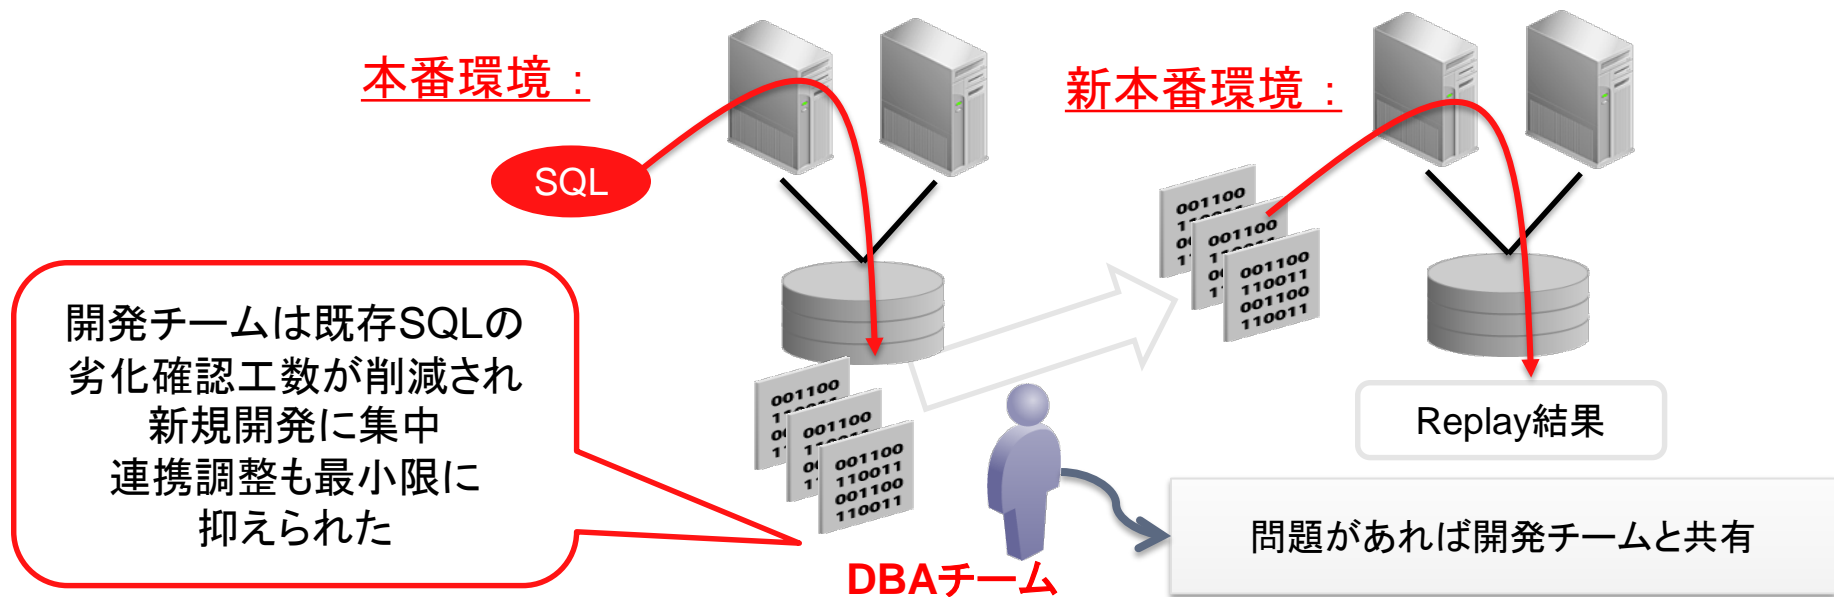 本番環境：
新本番環境：
SQL
001100
110011
001100
001100
110011
001100
110011
開発チームは既存SQLの
劣化確認工数が削減され
新規開発に集中
連携調整も最小限に
抑えられた
001100
001100
001100
110011
001100
110011
Replay結果
問題があれば開発チームと共有
DBAチーム